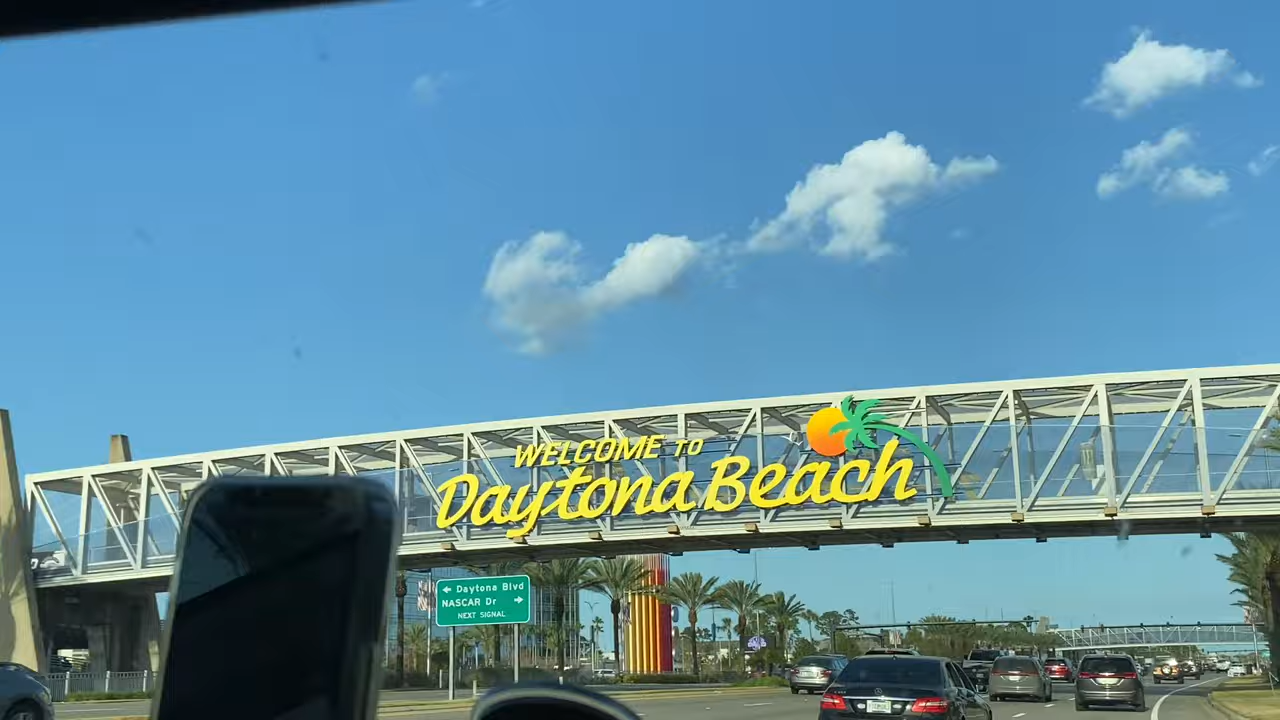 WELCOME TO
Daytona Beach
← Daytona Blvd
NASCAR Dr →
NEXT SIGNAL